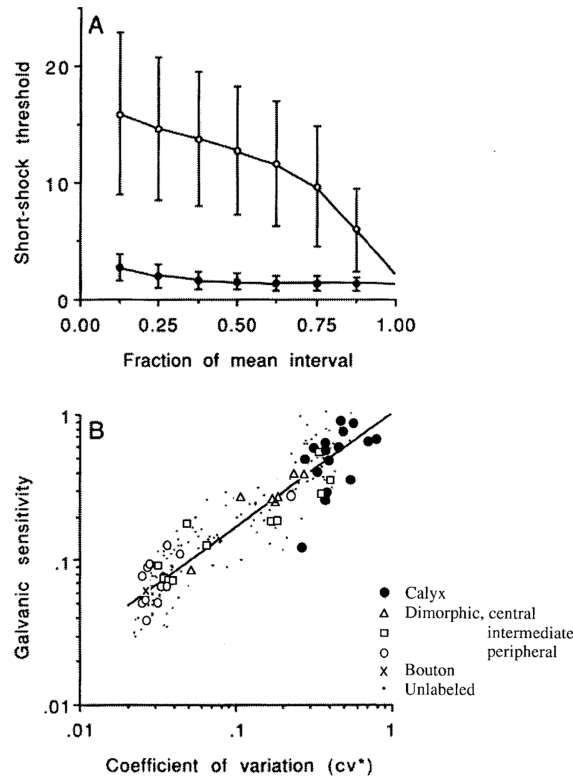 A
Short-shock threshold
20
10
0
0.00 0.25 0.50 0.75 1.00
Fraction of mean interval
B
Galvanic sensitivity
1
.1
.01
Calyx
Dimorphic, central
intermediate
peripheral
Bouton
Unlabeled
.01 .1 1
Coefficient of variation (cv*)